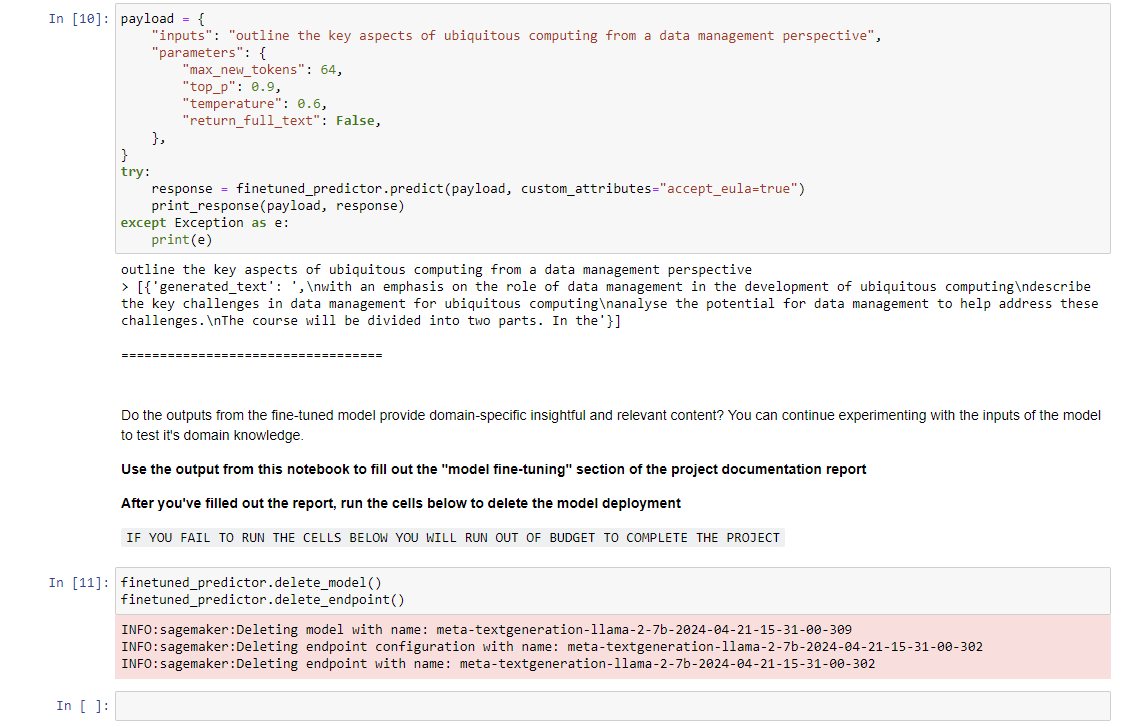 In [10]: payload = {
"inputs": "outline the key aspects of ubiquitous computing from a data management perspective",
"parameters": {
"max_new_tokens": 64,
"top_p": 0.9,
"temperature": 0.6,
"return_full_text": False,
},
}
try:
response = finetuned_predictor.predict(payload, custom_attributes="accept_eula=true")
print_response(payload, response)
except Exception as e:
print(e)
outline the key aspects of ubiquitous computing from a data management perspective
> [{'generated_text': ',\nwith an emphasis on the role of data management in the development of ubiquitous computing\ndescribe
the key challenges in data management for ubiquitous computing\nanalyse the potential for data management to help address these
challenges.\nThe course will be divided into two parts. In the'}]
==================================
Do the outputs from the fine-tuned model provide domain-specific insightful and relevant content? You can continue experimenting with the inputs of the model
to test it's domain knowledge.
Use the output from this notebook to fill out the "model fine-tuning" section of the project documentation report
After you've filled out the report, run the cells below to delete the model deployment
IF YOU FAIL TO RUN THE CELLS BELOW YOU WILL RUN OUT OF BUDGET TO COMPLETE THE PROJECT
In [11]: finetuned_predictor.delete_model()
finetuned_predictor.delete_endpoint()
INFO:sagemaker:Deleting model with name: meta-textgeneration-llama-2-7b-2024-04-21-15-31-00-309
INFO:sagemaker:Deleting endpoint configuration with name: meta-textgeneration-llama-2-7b-2024-04-21-15-31-00-302
INFO:sagemaker:Deleting endpoint with name: meta-textgeneration-llama-2-7b-2024-04-21-15-31-00-302
In [ ]: